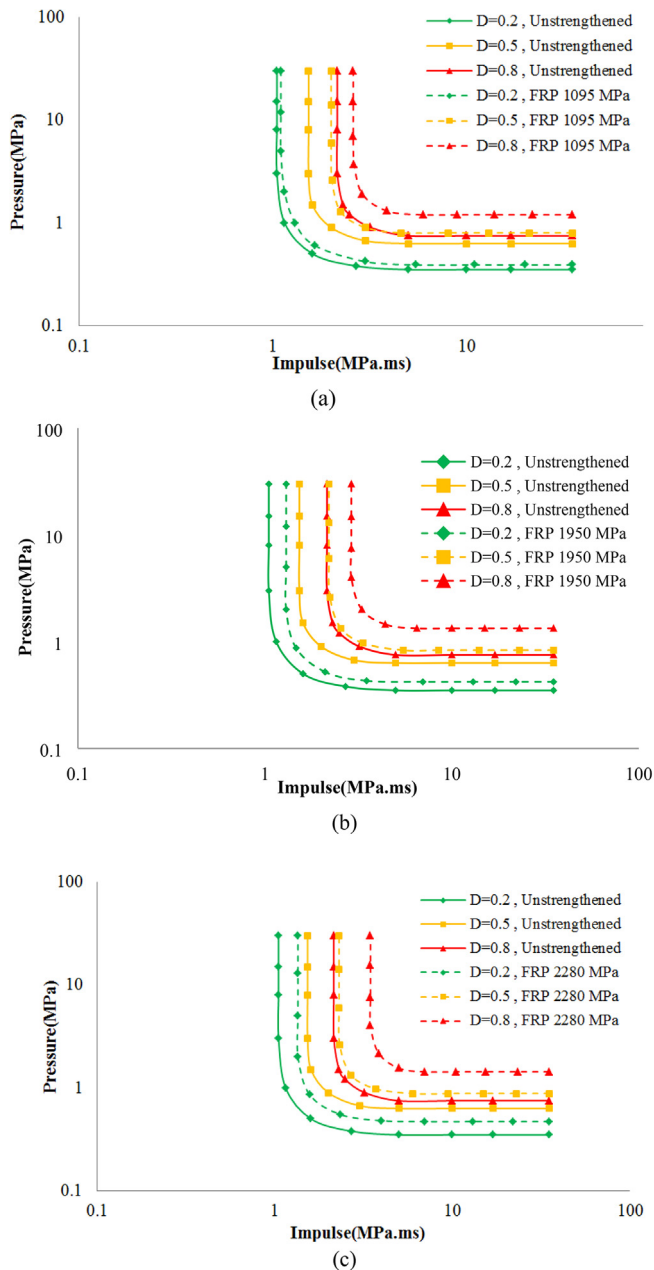 100
10
1
0.1
Pressure(MPa)
0.1
1
10
Impulse(MPa.ms)
D=0.2 , Unstrengthened
D=0.5 , Unstrengthened
D=0.8 , Unstrengthened
D=0.2, FRP 1095 MPa
D=0.5, FRP 1095 MPa
D=0.8, FRP 1095 MPa
(a)
100
10
1
0.1
Pressure(MPa)
0.1
1
10
100
Impulse(MPa.ms)
D=0.2 , Unstrengthened
D=0.5 , Unstrengthened
D=0.8 , Unstrengthened
D=0.2 , FRP 1950 MPa
D=0.5 , FRP 1950 MPa
D=0.8 , FRP 1950 MPa
(b)
100
10
1
0.1
Pressure(MPa)
0.1
1
10
100
Impulse(MPa.ms)
D=0.2 , Unstrengthened
D=0.5 , Unstrengthened
D=0.8 , Unstrengthened
D=0.2 , FRP 2280 MPa
D=0.5 , FRP 2280 MPa
D=0.8 , FRP 2280 MPa
(c)